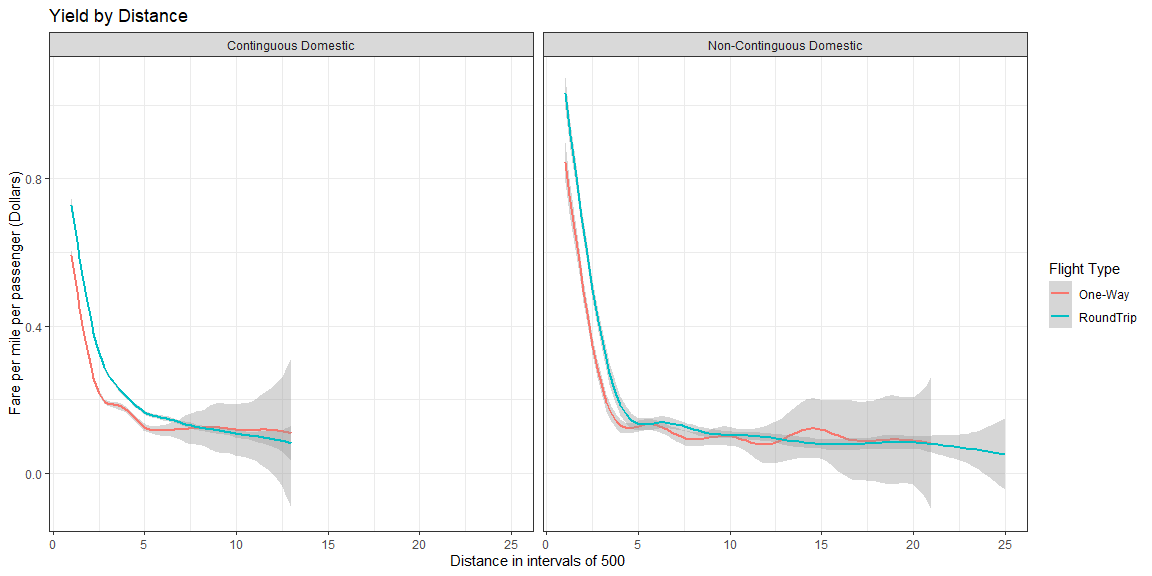 Yield by Distance
Continguous Domestic
Non-Continguous Domestic
Fare per mile per passenger (Dollars)
0.8
0.4
0.0
0 5 10 15 20 25
0 5 10 15 20 25
Distance in intervals of 500
Flight Type
One-Way
RoundTrip